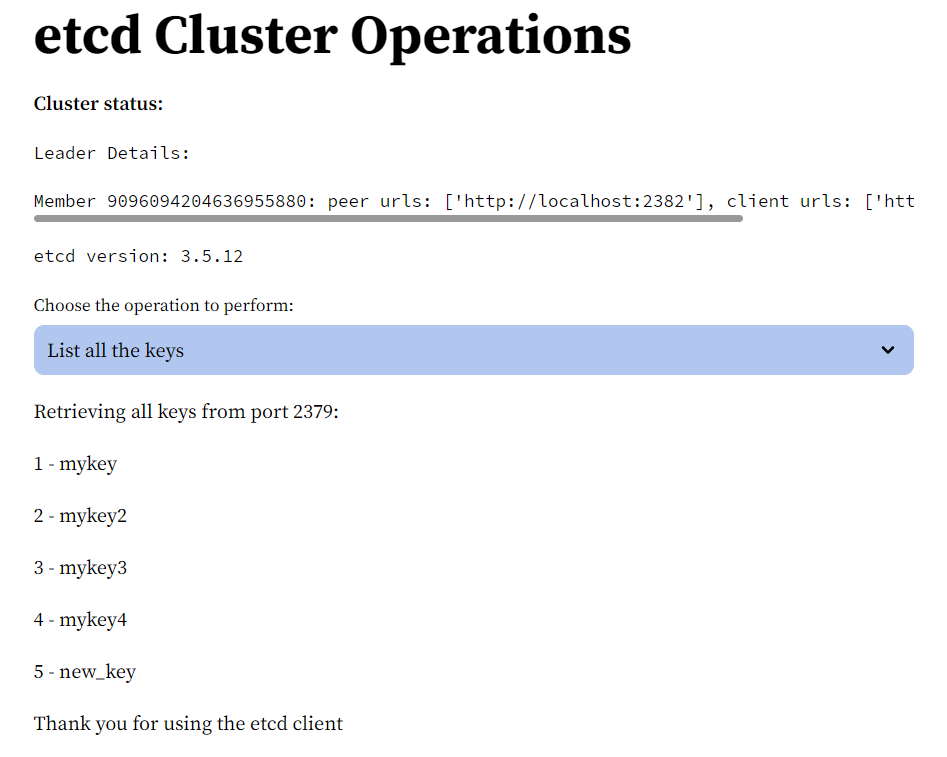 etcd Cluster Operations
Cluster status:
Leader Details:
Member 9096094204636955880: peer urls: ['http://localhost:2382'], client urls: ['htt
etcd version: 3.5.12
Choose the operation to perform:
List all the keys
Retrieving all keys from port 2379:
1 - mykey
2 - mykey2
3 - mykey3
4 - mykey4
5 - new_key
Thank you for using the etcd client